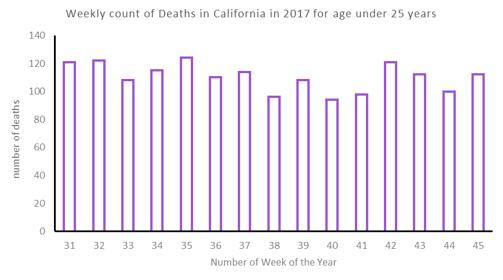 Weekly count of Deaths in California in 2017 for age under 25 years
number of deaths
140
120
100
80
60
40
20
0
31 32 33 34 35 36 37 38 39 40 41 42 43 44 45
Number of Week of the Year